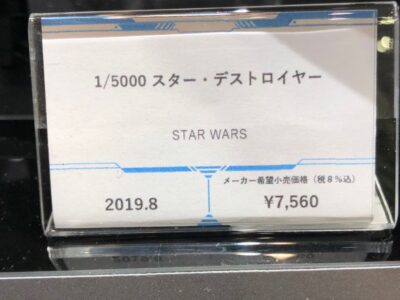 1/5000 スター・デストロイヤー
STAR WARS
メーカー希望小売価格（税8%込）
2019.8
¥7,560